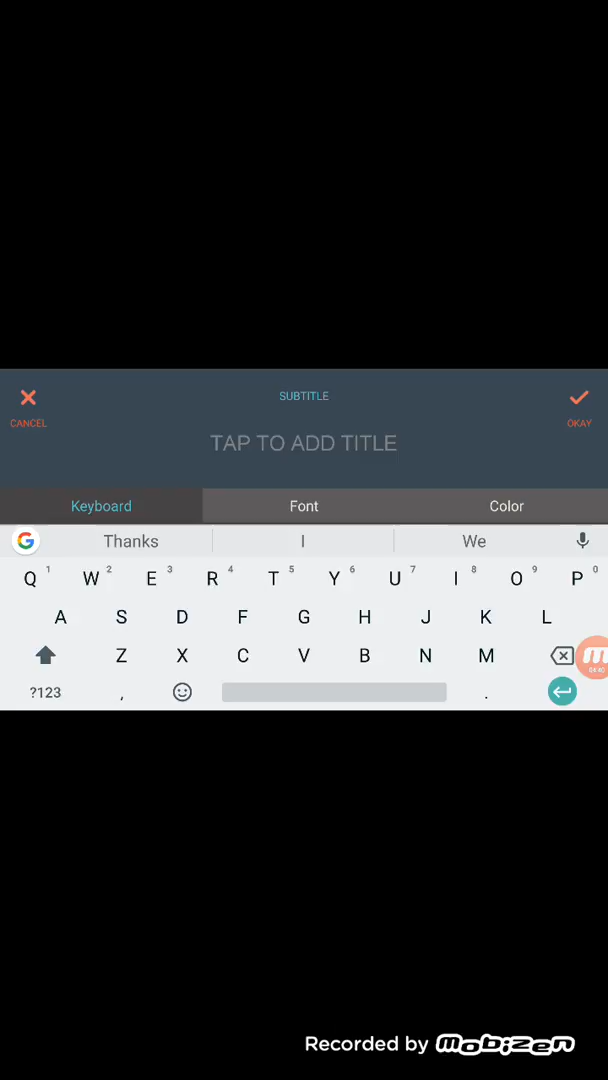 SUBTITLE
CANCEL
OKAY
TAP TO ADD TITLE
Keyboard Font Color
G Thanks I We
Q 1 W 2 E 3 R 4 T 5 Y 6 U 7 I 8 O 9 P 0
A S D F G H J K L
Z X C V B N M
?123 , .
Recorded by mobizen